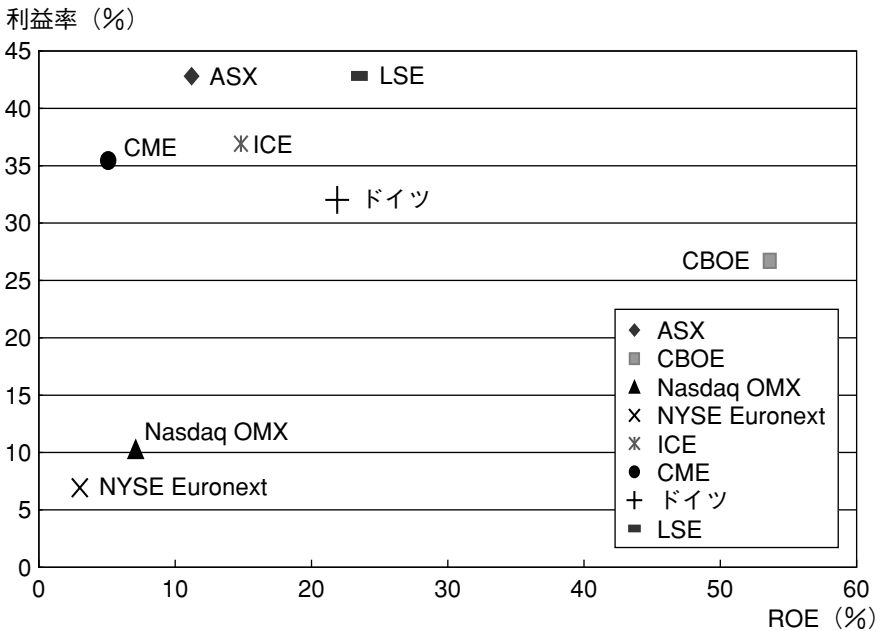 利益率（％）
45
40
35
30
25
20
15
10
5
0
ASX
LSE
CME
ICE
ドイツ
CBOE
Nasdaq OMX
NYSE Euronext
ASX
CBOE
Nasdaq OMX
NYSE Euronext
ICE
CME
ドイツ
LSE
0 10 20 30 40 50 60
ROE（％）